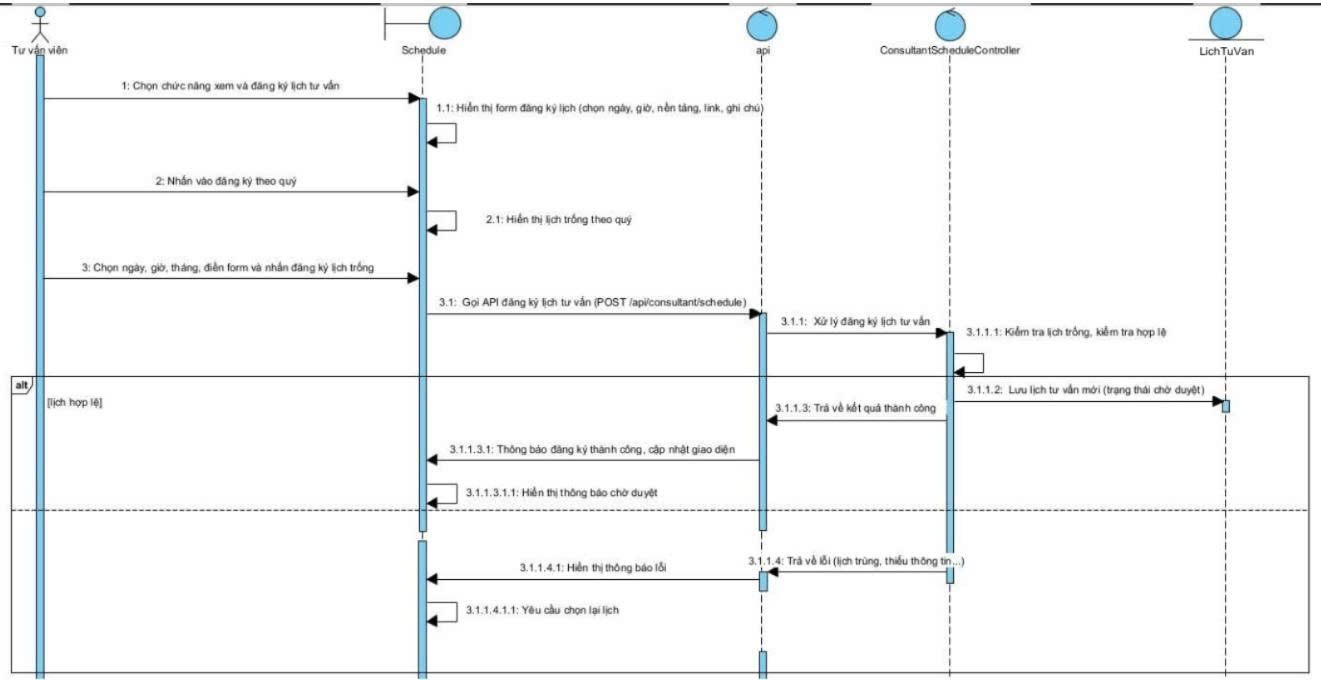 Tư vấn viên
Schedule
api
ConsultantScheduleController
LichTuVan
1: Chọn chức năng xem và đăng ký lịch tư vấn
1.1: Hiển thị form đăng ký lịch (chọn ngày, giờ, nền tảng, link, ghi chú)
2: Nhấn vào đăng ký theo quý
2.1: Hiển thị lịch trống theo quý
3: Chọn ngày, giờ, tháng, điền form và nhấn đăng ký lịch trống
3.1: Gọi API đăng ký lịch tư vấn (POST /api/consultant/schedule)
3.1.1: Xử lý đăng ký lịch tư vấn
3.1.1.1: Kiểm tra lịch trống, kiểm tra hợp lệ
alt
[lịch hợp lệ]
3.1.1.2: Lưu lịch tư vấn mới (trạng thái chờ duyệt)
3.1.1.3: Trả về kết quả thành công
3.1.1.3.1: Thông báo đăng ký thành công, cập nhật giao diện
3.1.1.3.1.1: Hiển thị thông báo chờ duyệt
3.1.1.4: Trả về lỗi (lịch trùng, thiếu thông tin...)
3.1.1.4.1: Hiển thị thông báo lỗi
3.1.1.4.1.1: Yêu cầu chọn lại lịch